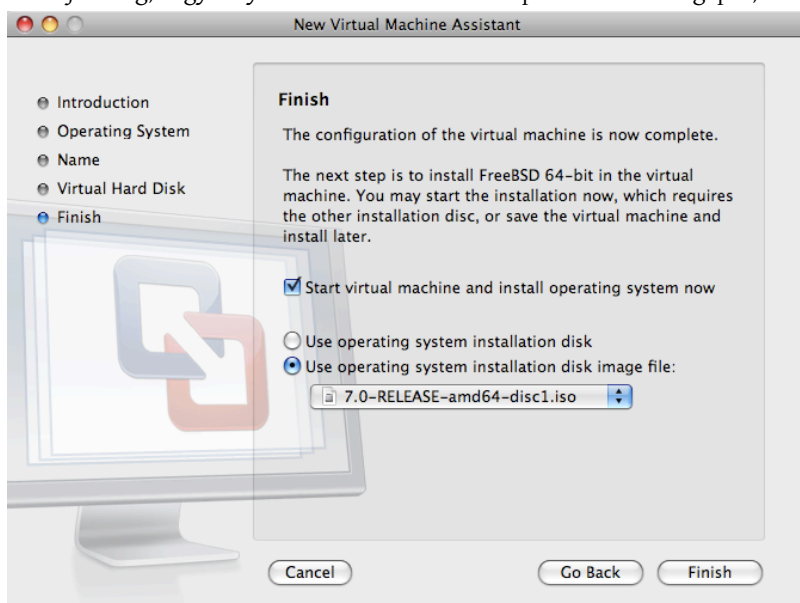 New Virtual Machine Assistant
Introduction
Operating System
Name
Virtual Hard Disk
Finish
Finish
The configuration of the virtual machine is now complete.
The next step is to install FreeBSD 64-bit in the virtual
machine. You may start the installation now, which requires
the other installation disc, or save the virtual machine and
install later.
Start virtual machine and install operating system now
Use operating system installation disk
Use operating system installation disk image file:
7.0-RELEASE-amd64-disc1.iso
Cancel
Go Back
Finish